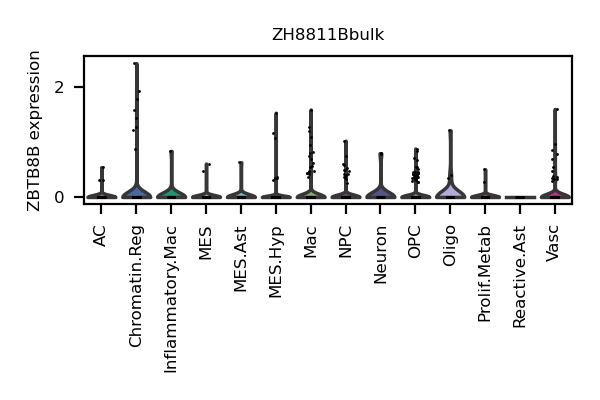 ZH8811Bbulk
ZBTB8B expression
2
0
AC
Chromatin.Reg
Inflammatory.Mac
MES
MES.Ast
MES.Hyp
Mac
NPC
Neuron
OPC
Oligo
Prolif.Metab
Reactive.Ast
Vasc